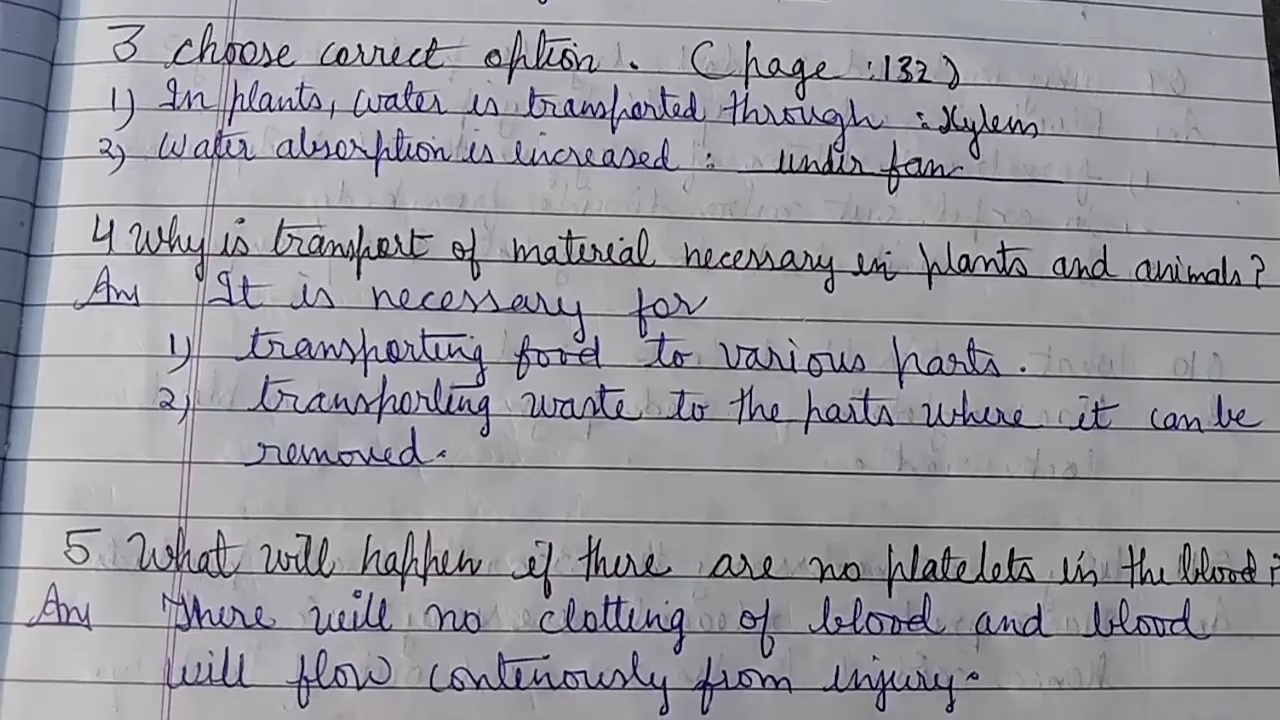 3 choose correct option. (page:132)
1) In plants, water is transported through : Xylem
2) Water absorption is increased : under fan
4 Why is transport of material necessary in plants and animals?
Ans It is necessary for
1) transporting food to various parts.
2) transporting waste to the parts where it can be
removed.
5 What will happen if there are no platelets in the blood?
Ans There will no clotting of blood and blood
will flow contenously from injury.